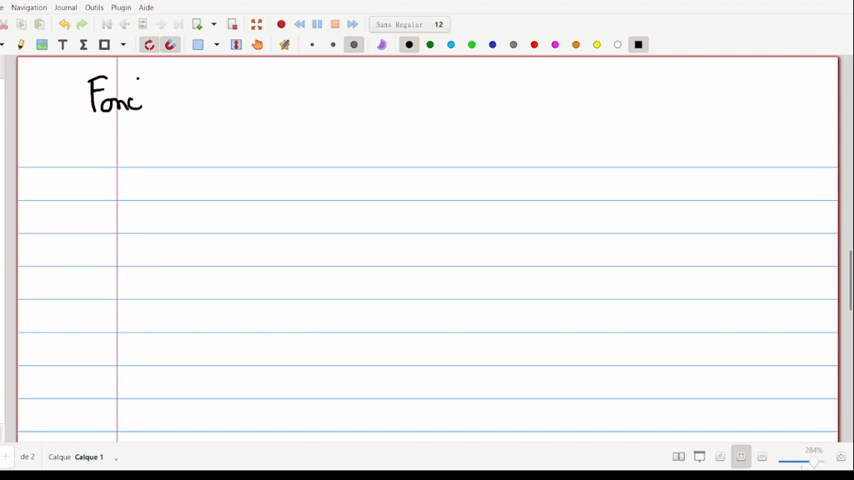 Navigation Journal Outils Plugin Aide
Sans Regular 12
Fonc
de 2 Calque Calque 1 284%